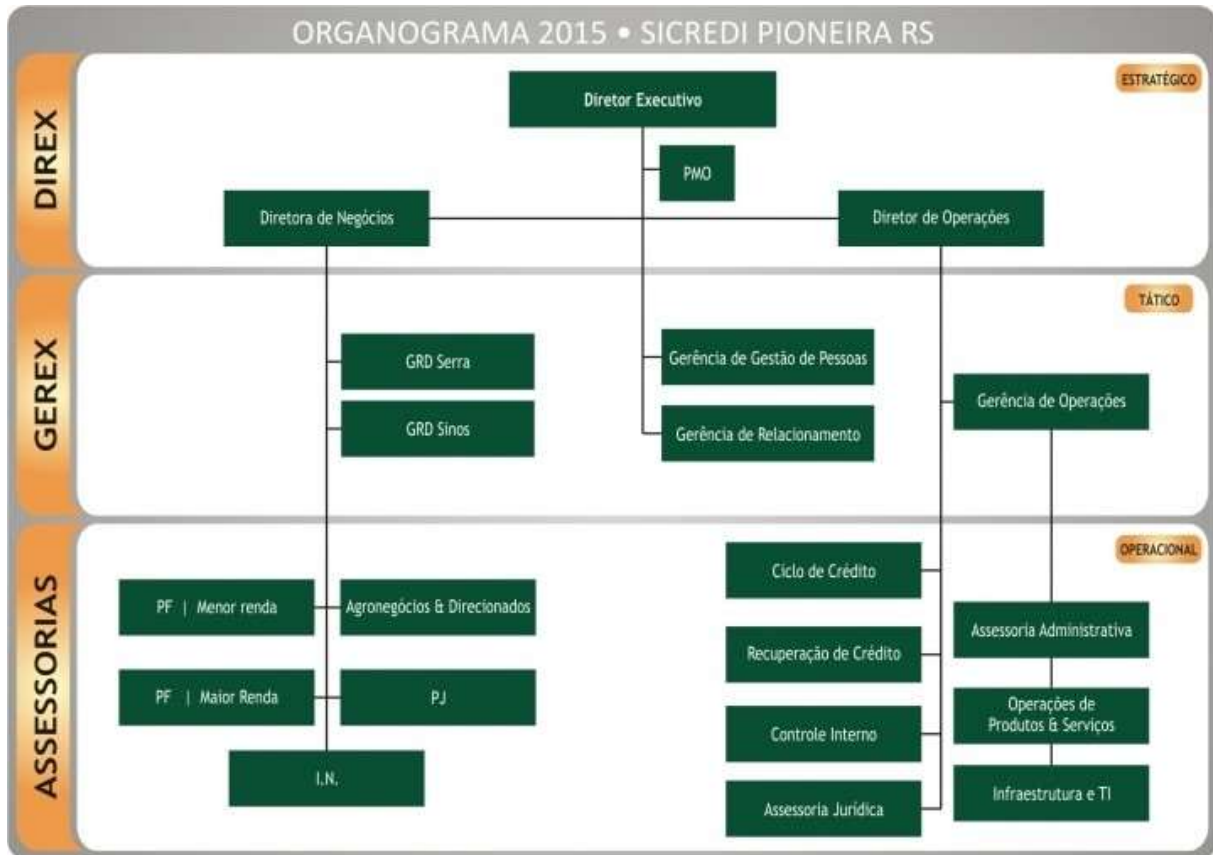 ORGANOGRAMA 2015 • SICREDI PIONEIRA RS
DIREX
ESTRATÉGICO
Diretor Executivo
PMO
Diretora de Negócios
Diretor de Operações
GEREX
TÁTICO
GRD Serra
GRD Sinos
Gerência de Gestão de Pessoas
Gerência de Relacionamento
Gerência de Operações
ASSESSORIAS
OPERACIONAL
PF | Menor renda
Agronegócios & Direcionados
PF | Maior Renda
PJ
I.N.
Ciclo de Crédito
Recuperação de Crédito
Controle Interno
Assessoria Jurídica
Assessoria Administrativa
Operações de
Produtos & Serviços
Infraestrutura e TI